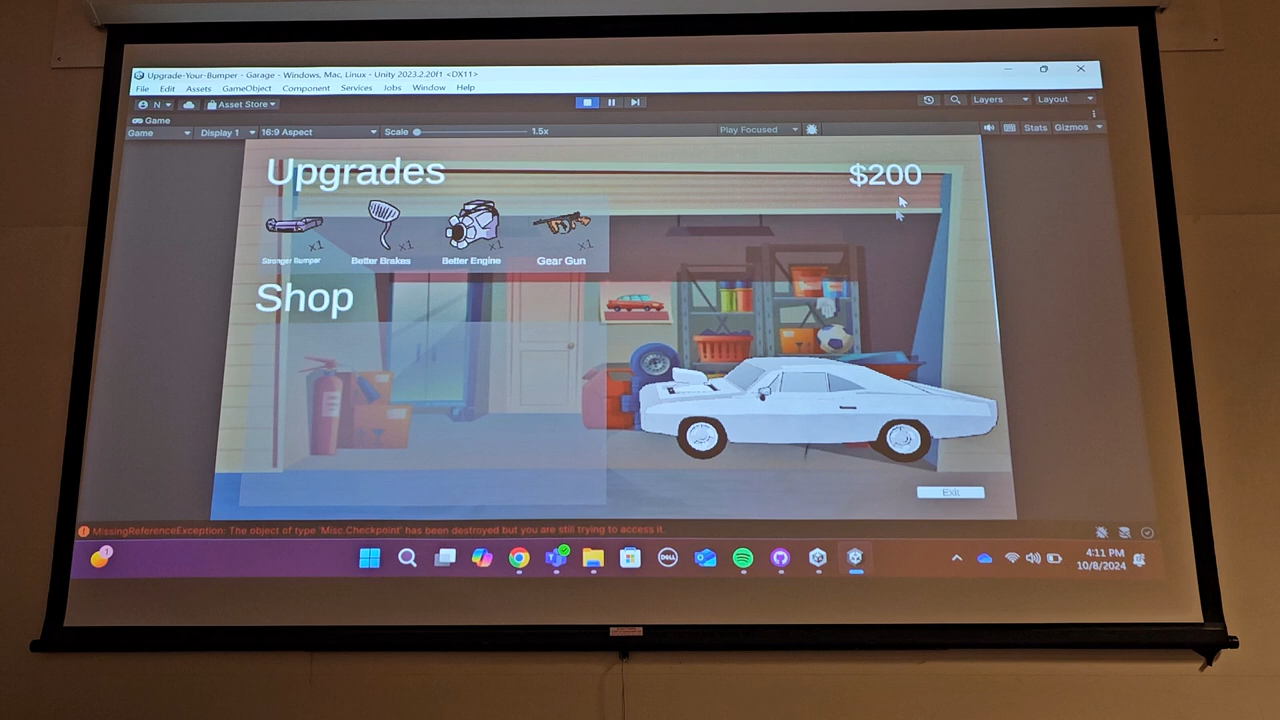 Upgrade-Your-Bumper - Garage - Windows, Mac, Linux - Unity 2023.2.20f1 <DX11>
File Edit Assets GameObject Component Services Jobs Window Help
N Asset Store Layers Layout
Game
Game Display 1 16:9 Aspect Scale 1.5x Play Focused Stats Gizmos
Upgrades $200
x1 x1 x1 x1
Stronger Bumper Better Brakes Better Engine Gear Gun
Shop
Exit
MissingReferenceException: The object of type 'Misc.Checkpoint' has been destroyed but you are still trying to access it.
1
DELL
4:11 PM
10/8/2024